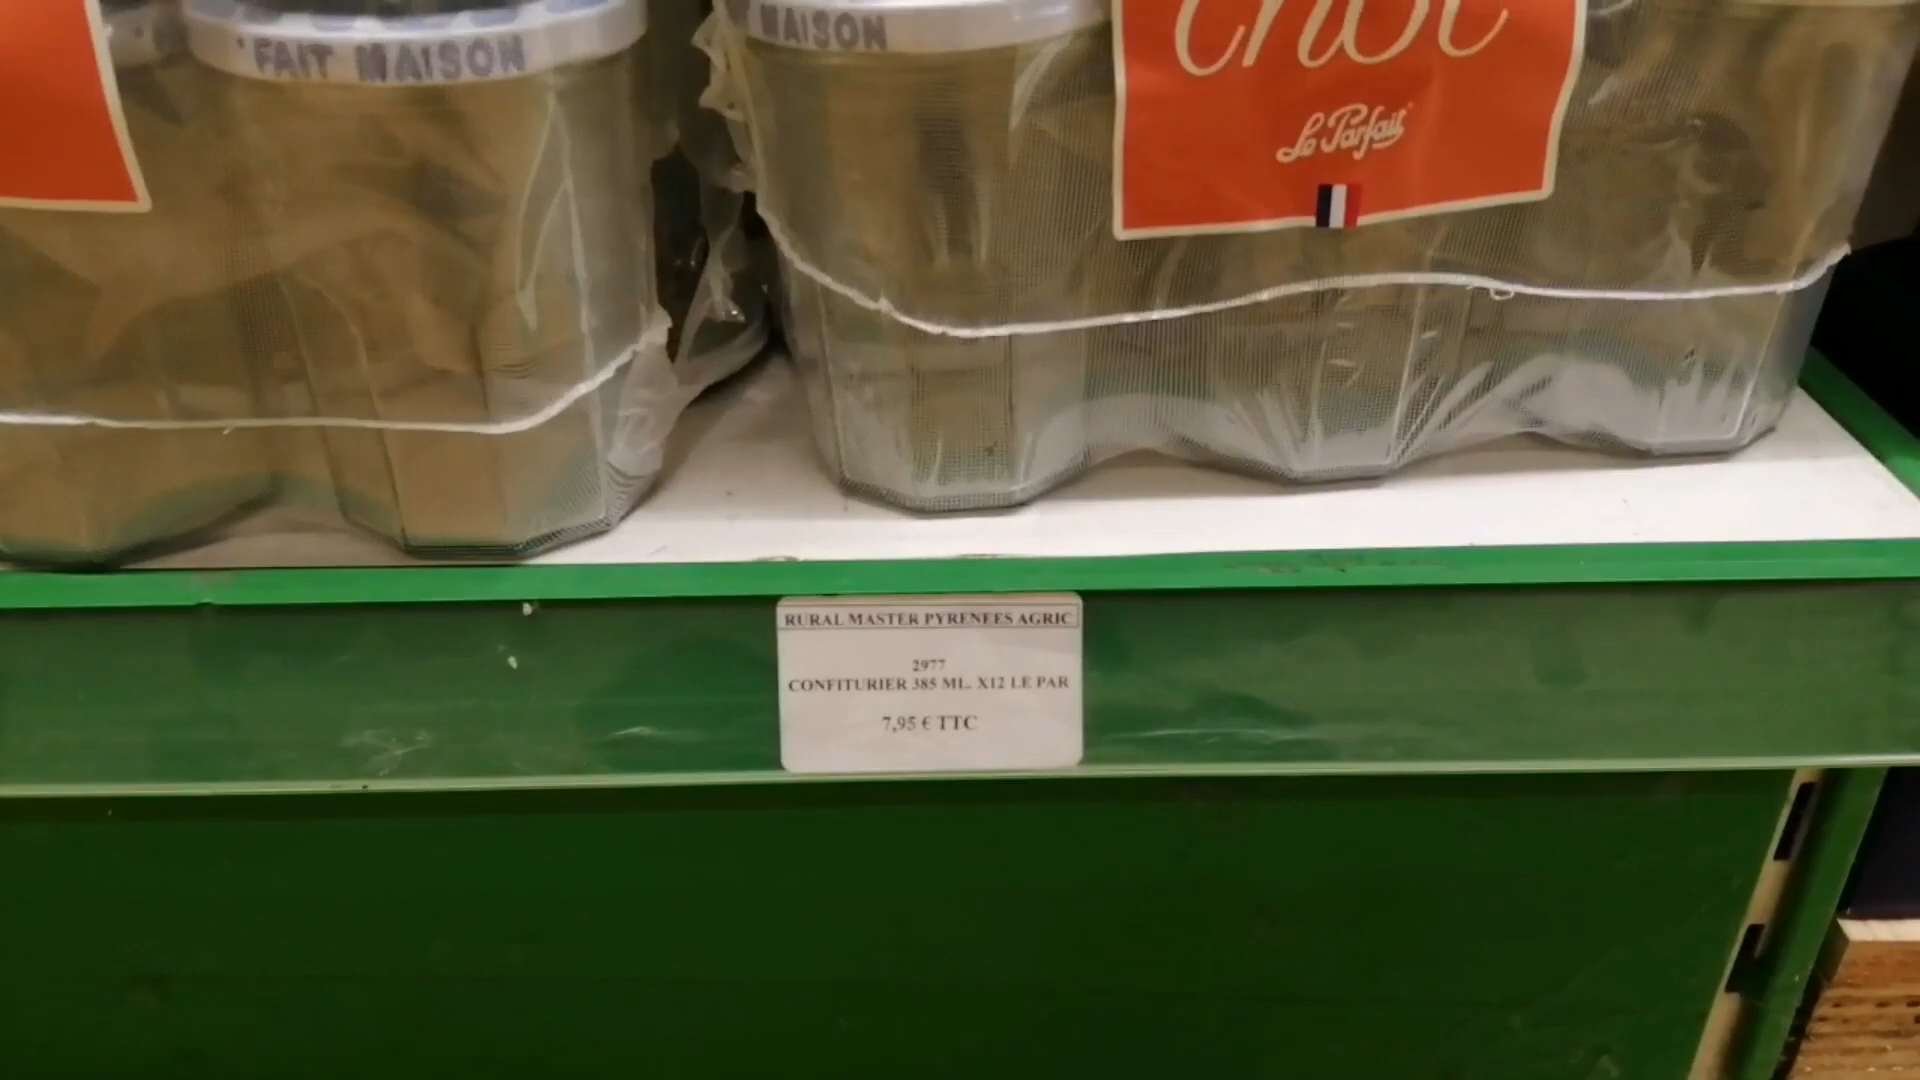 FAIT MAISON
MAISON
Le Parfait
RURAL MASTER PYRENEES AGRIC
2977
CONFITURIER 385 ML. X12 LE PAR
7,95 € TTC